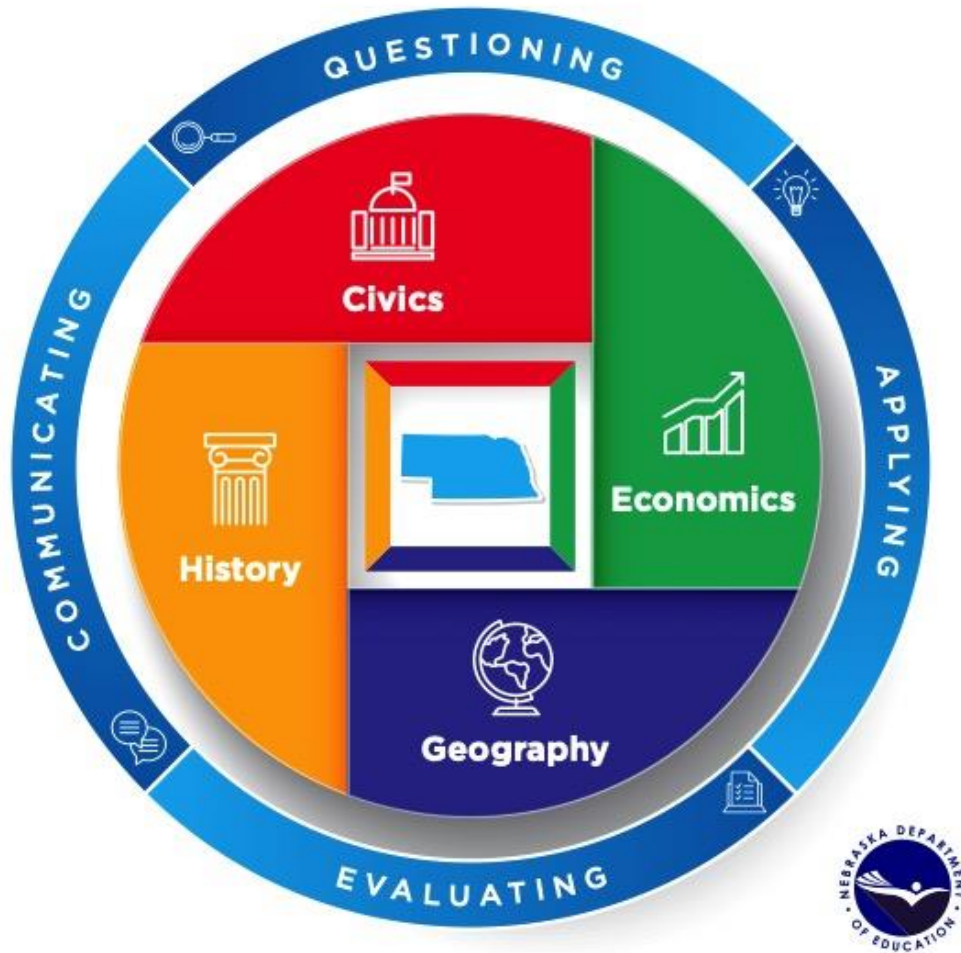 QUESTIONING
APPLYING
EVALUATING
COMMUNICATING
Civics
Economics
Geography
History
NEBRASKA DEPARTMENT
OF EDUCATION